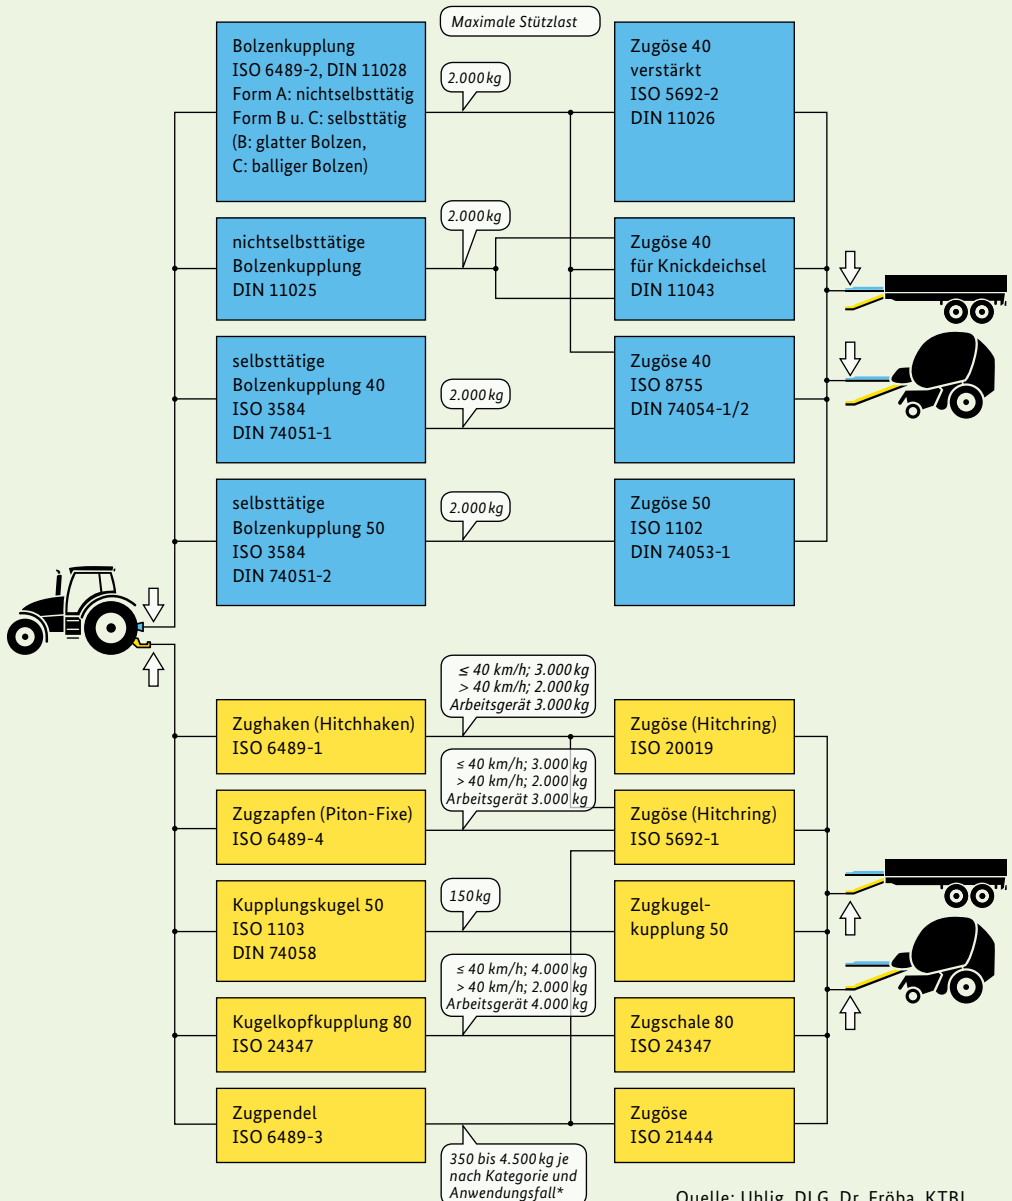 Maximale Stützlast
Bolzenkupplung
ISO 6489-2, DIN 11028
Form A: nichtselbsttätig
Form B u. C: selbsttätig
(B: glatter Bolzen,
C: balliger Bolzen)
2.000 kg
Zugöse 40
verstärkt
ISO 5692-2
DIN 11026
nichtselbsttätige
Bolzenkupplung
DIN 11025
2.000 kg
Zugöse 40
für Knickdeichsel
DIN 11043
selbsttätige
Bolzenkupplung 40
ISO 3584
DIN 74051-1
2.000 kg
Zugöse 40
ISO 8755
DIN 74054-1/2
selbsttätige
Bolzenkupplung 50
ISO 3584
DIN 74051-2
2.000 kg
Zugöse 50
ISO 1102
DIN 74053-1
Zughaken (Hitchhaken)
ISO 6489-1
≤ 40 km/h; 3.000 kg
> 40 km/h; 2.000 kg
Arbeitsgerät 3.000 kg
Zugöse (Hitchring)
ISO 20019
Zugzapfen (Piton-Fixe)
ISO 6489-4
≤ 40 km/h; 3.000 kg
> 40 km/h; 2.000 kg
Arbeitsgerät 3.000 kg
Zugöse (Hitchring)
ISO 5692-1
Kupplungskugel 50
ISO 1103
DIN 74058
150 kg
Zugkugel-
kupplung 50
Kugelkopfkupplung 80
ISO 24347
≤ 40 km/h; 4.000 kg
> 40 km/h; 2.000 kg
Arbeitsgerät 4.000 kg
Zugschale 80
ISO 24347
Zugpendel
ISO 6489-3
350 bis 4.500 kg je
nach Kategorie und
Anwendungsfall*
Zugöse
ISO 21444
Quelle: Uhlig, DLG, Dr. Fröba, KTBL